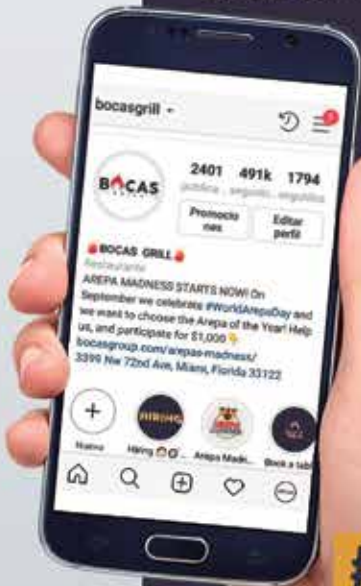 bocasgrill
BOCAS
2401 491k 1794
Promocio
nes
Editar
perfil
BOCAS GRILL
Restaurante
AREPA MADNESS STARTS NOW! On
September we celebrate #WorldArepaDay and
we want to choose the Arepa of the Year! Help
us, and participate for $1,000
bocasgroup.com/arepas-madness/
3399 Nw 72nd Ave, Miami, Florida 33122
HIRING
Nuevo
Hiring
Arepa Madn...
Book a tabl